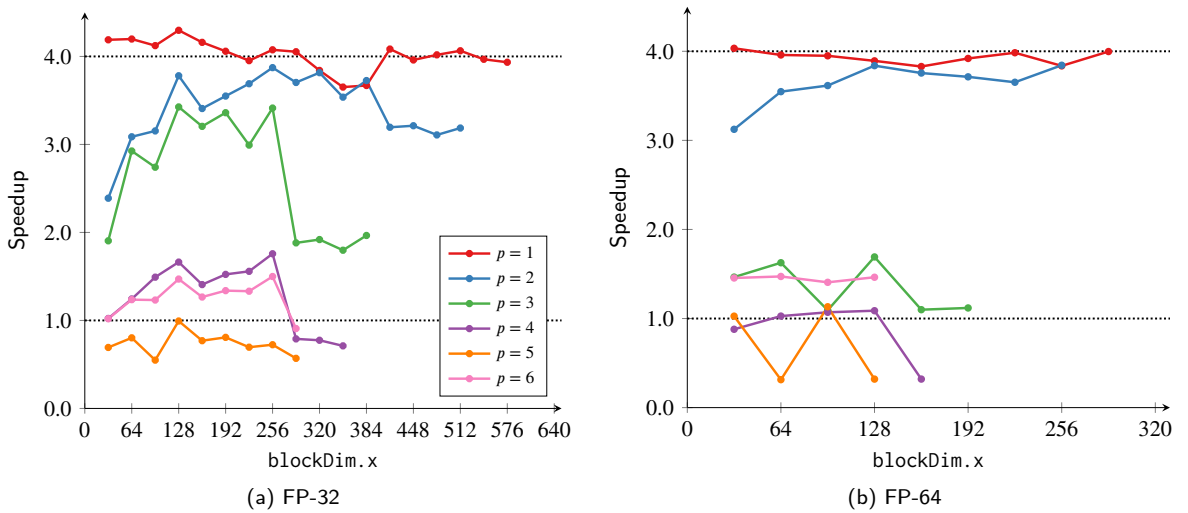 Speedup
4.0
3.0
2.0
1.0
0.0
0 64 128 192 256 320 384 448 512 576 640
blockDim.x
p = 1
p = 2
p = 3
p = 4
p = 5
p = 6
(a) FP-32
Speedup
4.0
3.0
2.0
1.0
0.0
0 64 128 192 256 320
blockDim.x
(b) FP-64